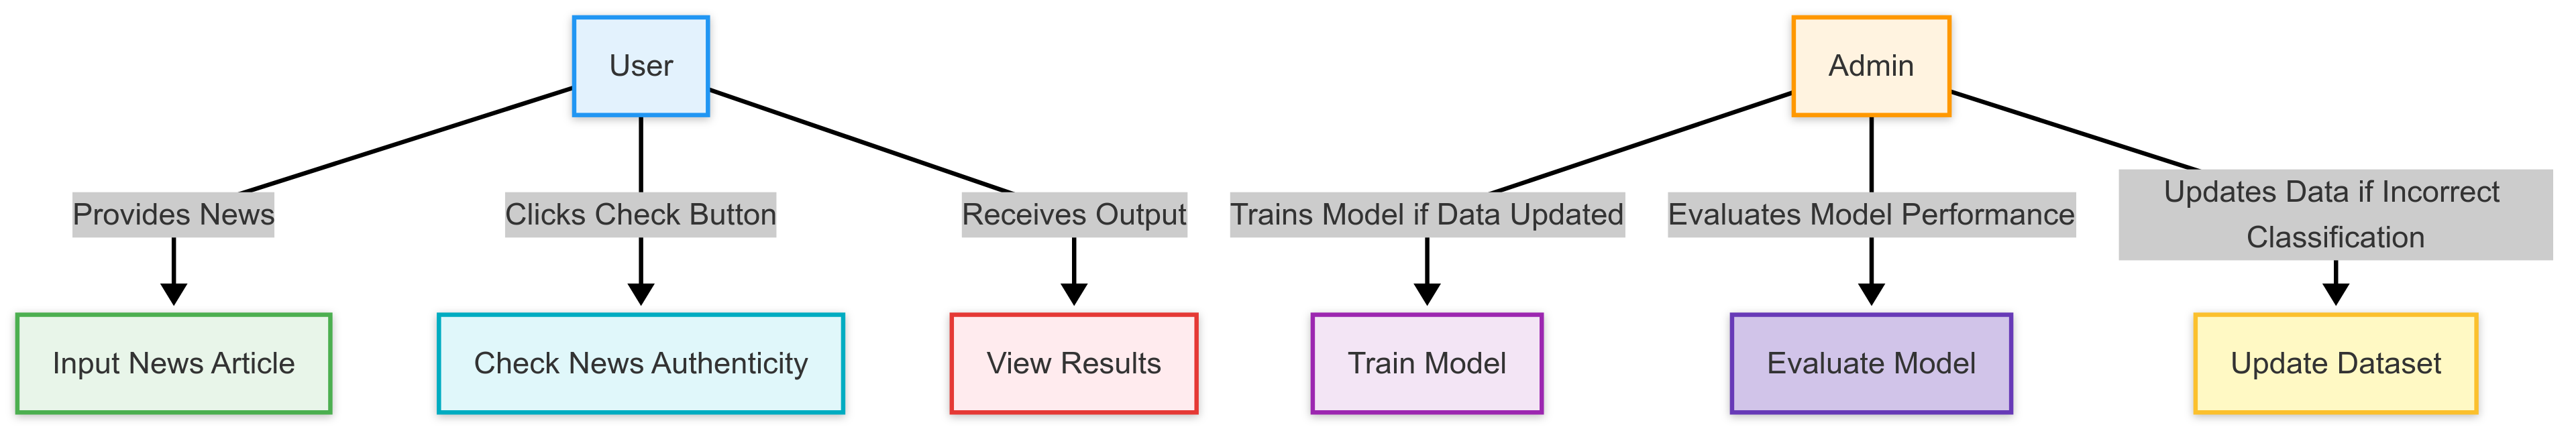 User
Admin
Provides News
Clicks Check Button
Receives Output
Trains Model if Data Updated
Evaluates Model Performance
Updates Data if Incorrect
Classification
Input News Article
Check News Authenticity
View Results
Train Model
Evaluate Model
Update Dataset